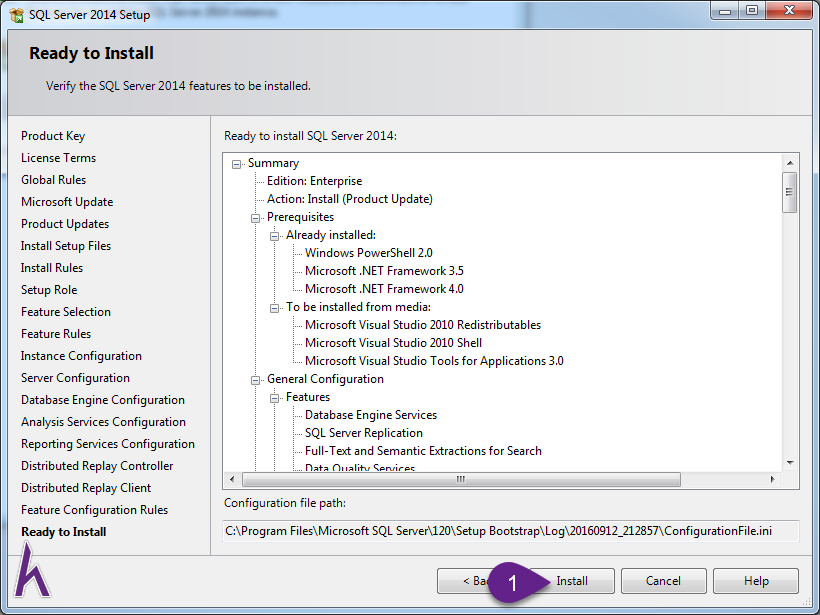 SQL Server 2014 Setup
Ready to Install
Verify the SQL Server 2014 features to be installed.
Product Key
License Terms
Global Rules
Microsoft Update
Product Updates
Install Setup Files
Install Rules
Setup Role
Feature Selection
Feature Rules
Instance Configuration
Server Configuration
Database Engine Configuration
Analysis Services Configuration
Reporting Services Configuration
Distributed Replay Controller
Distributed Replay Client
Feature Configuration Rules
Ready to Install
Ready to install SQL Server 2014:
Summary
Edition: Enterprise
Action: Install (Product Update)
Prerequisites
Already installed:
Windows PowerShell 2.0
Microsoft .NET Framework 3.5
Microsoft .NET Framework 4.0
To be installed from media:
Microsoft Visual Studio 2010 Redistributables
Microsoft Visual Studio 2010 Shell
Microsoft Visual Studio Tools for Applications 3.0
General Configuration
Features
Database Engine Services
SQL Server Replication
Full-Text and Semantic Extractions for Search
Data Quality Services
Configuration file path:
C:\Program Files\Microsoft SQL Server\120\Setup Bootstrap\Log\20160912_212857\ConfigurationFile.ini
< Ba 1 Install Cancel Help
h